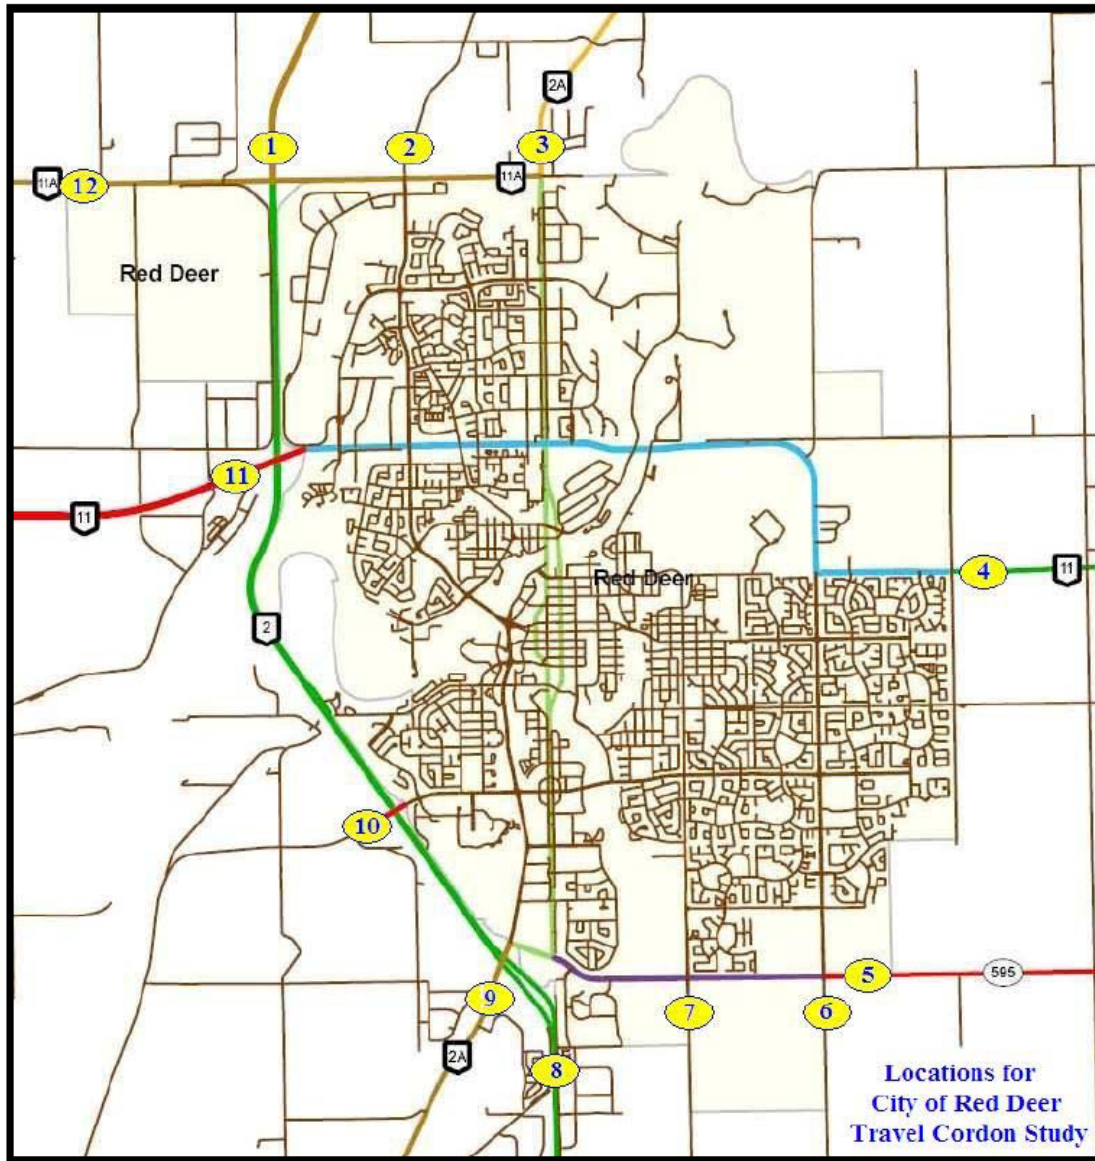 2A
1
2
3
11A
12
11A
Red Deer
11
11
Red Deer
4
11
2
10
5
595
9
7
6
2A
8
Locations for
City of Red Deer
Travel Cordon Study